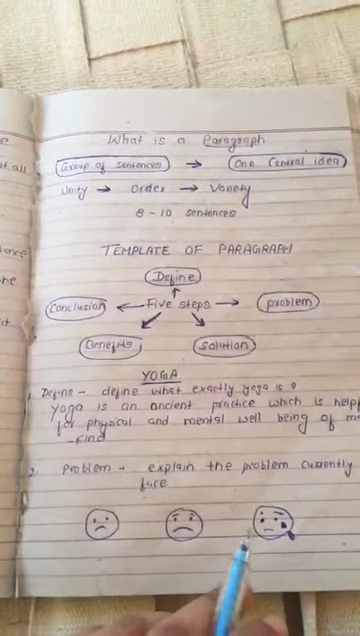 What is a Paragraph
Group of sentences → One Central idea
Unity → Order → Variety
8-10 sentences
TEMPLATE OF PARAGRAPH
Define
Conclusion ← Five steps → problem
Benefits
Solution
YOGA
1. Define - define what exactly yoga is
yoga is an ancient practice which is help
for physical and mental well being of m
-kind
2. Problem → explain the problem currently
face